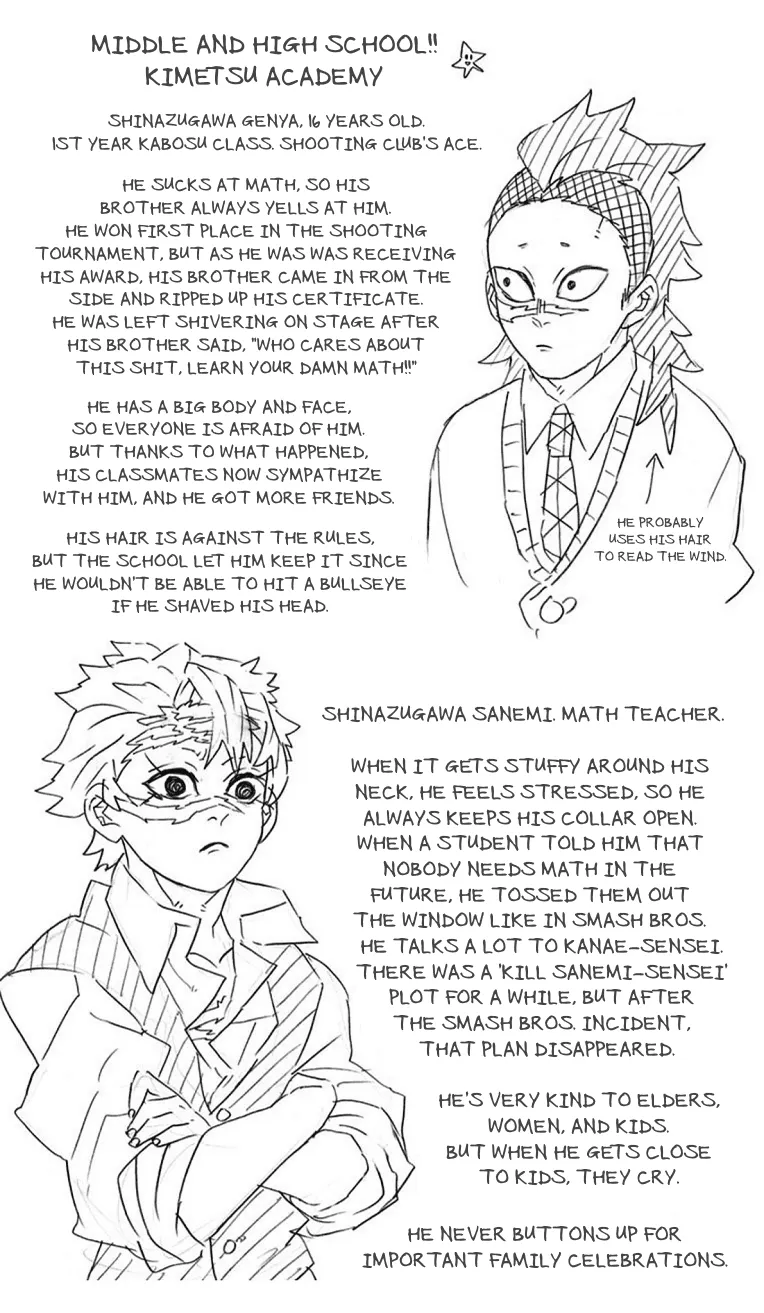 MIDDLE AND HIGH SCHOOL!!
KIMETSU ACADEMY
SHINAZUGAWA GENYA, 16 YEARS OLD.
1ST YEAR KABOSU CLASS. SHOOTING CLUB'S ACE.
HE SUCKS AT MATH, SO HIS
BROTHER ALWAYS YELLS AT HIM.
HE WON FIRST PLACE IN THE SHOOTING
TOURNAMENT, BUT AS HE WAS WAS RECEIVING
HIS AWARD, HIS BROTHER CAME IN FROM THE
SIDE AND RIPPED UP HIS CERTIFICATE.
HE WAS LEFT SHIVERING ON STAGE AFTER
HIS BROTHER SAID, "WHO CARES ABOUT
THIS SHIT, LEARN YOUR DAMN MATH!!"
HE HAS A BIG BODY AND FACE,
SO EVERYONE IS AFRAID OF HIM.
BUT THANKS TO WHAT HAPPENED,
HIS CLASSMATES NOW SYMPATHIZE
WITH HIM, AND HE GOT MORE FRIENDS.
HIS HAIR IS AGAINST THE RULES,
BUT THE SCHOOL LET HIM KEEP IT SINCE
HE WOULDN'T BE ABLE TO HIT A BULLSEYE
IF HE SHAVED HIS HEAD.
HE PROBABLY
USES HIS HAIR
TO READ THE WIND.
SHINAZUGAWA SANEMI. MATH TEACHER.
WHEN IT GETS STUFFY AROUND HIS
NECK, HE FEELS STRESSED, SO HE
ALWAYS KEEPS HIS COLLAR OPEN.
WHEN A STUDENT TOLD HIM THAT
NOBODY NEEDS MATH IN THE
FUTURE, HE TOSSED THEM OUT
THE WINDOW LIKE IN SMASH BROS.
HE TALKS A LOT TO KANAE-SENSEI.
THERE WAS A 'KILL SANEMI-SENSEI'
PLOT FOR A WHILE, BUT AFTER
THE SMASH BROS. INCIDENT,
THAT PLAN DISAPPEARED.
HE'S VERY KIND TO ELDERS,
WOMEN, AND KIDS.
BUT WHEN HE GETS CLOSE
TO KIDS, THEY CRY.
HE NEVER BUTTONS UP FOR
IMPORTANT FAMILY CELEBRATIONS.